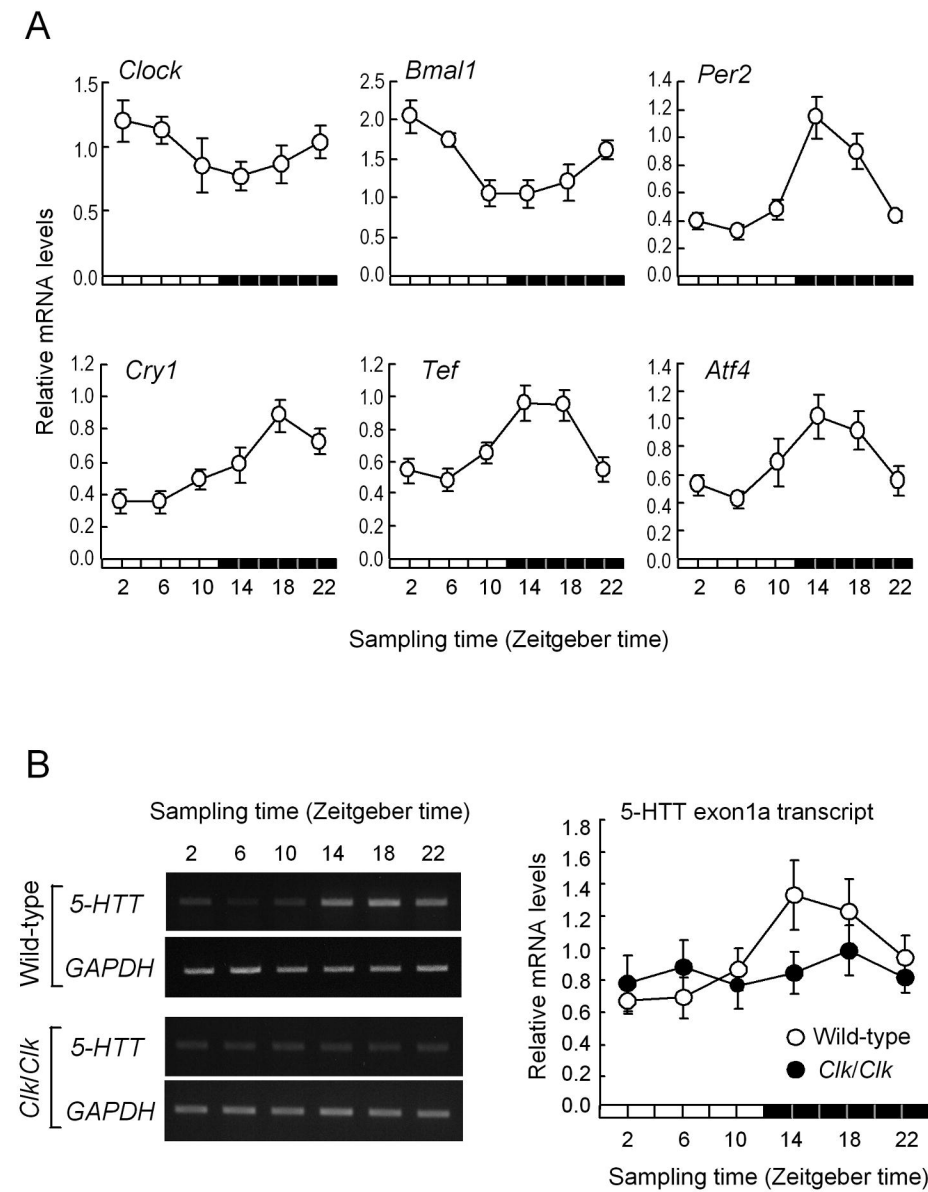 A
Relative mRNA levels
Clock
1.5
1.0
0.5
0.0
Bmal1
2.5
2.0
1.5
1.0
0.5
0.0
Per2
1.4
1.2
1.0
0.8
0.6
0.4
0.2
0.0
Cry1
1.2
1.0
0.8
0.6
0.4
0.2
0.0
2 6 10 14 18 22
Tef
1.2
1.0
0.8
0.6
0.4
0.2
0.0
2 6 10 14 18 22
Atf4
1.4
1.2
1.0
0.8
0.6
0.4
0.2
0.0
2 6 10 14 18 22
Sampling time (Zeitgeber time)
B
Sampling time (Zeitgeber time)
2 6 10 14 18 22
Wild-type
5-HTT
GAPDH
Clk/Clk
5-HTT
GAPDH
5-HTT exon1a transcript
Relative mRNA levels
1.8
1.6
1.4
1.2
1.0
0.8
0.6
0.4
0.2
0.0
Wild-type
Clk/Clk
2 6 10 14 18 22
Sampling time (Zeitgeber time)